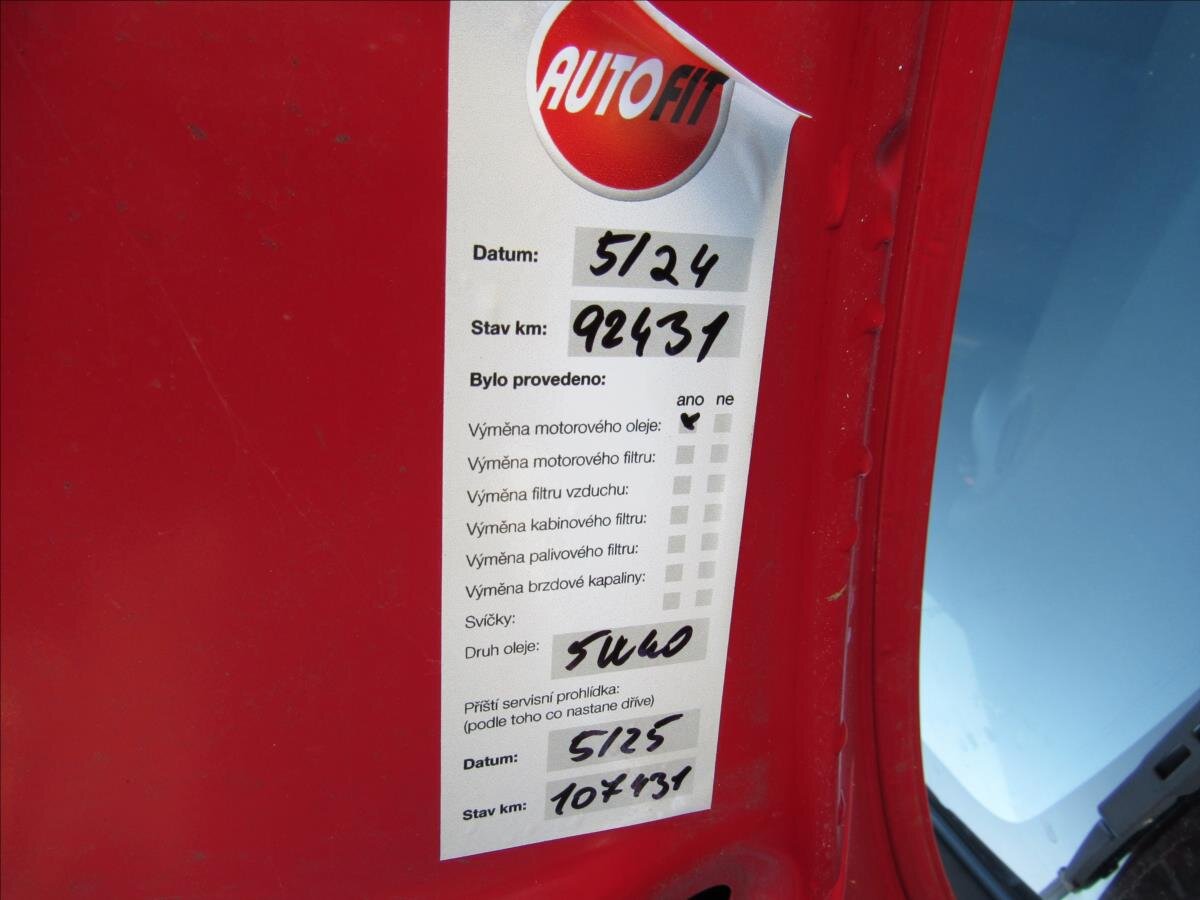 AUTOFIT
Datum: 5/24
Stav km: 92431
Bylo provedeno:
ano ne
Výměna motorového oleje:
Výměna motorového filtru:
Výměna filtru vzduchu:
Výměna kabinového filtru:
Výměna palivového filtru:
Výměna brzdové kapaliny:
Svíčky:
Druh oleje: 5W40
Příští servisní prohlídka:
(podle toho co nastane dříve)
Datum: 5/25
Stav km: 107431